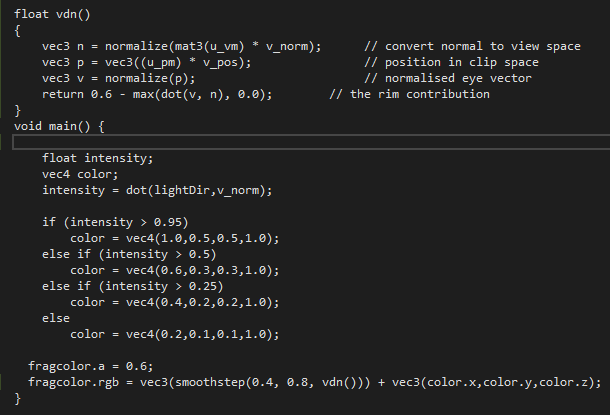 float vdn()
{
    vec3 n = normalize(mat3(u_vm) * v_norm);      // convert normal to view space
    vec3 p = vec3((u_pm) * v_pos);                // position in clip space
    vec3 v = normalize(p);                        // normalised eye vector
    return 0.6 - max(dot(v, n), 0.0);        // the rim contribution
}
void main() {

    float intensity;
    vec4 color;
    intensity = dot(lightDir,v_norm);

    if (intensity > 0.95)
        color = vec4(1.0,0.5,0.5,1.0);
    else if (intensity > 0.5)
        color = vec4(0.6,0.3,0.3,1.0);
    else if (intensity > 0.25)
        color = vec4(0.4,0.2,0.2,1.0);
    else
        color = vec4(0.2,0.1,0.1,1.0);

  fragcolor.a = 0.6;
  fragcolor.rgb = vec3(smoothstep(0.4, 0.8, vdn())) + vec3(color.x,color.y,color.z);
}